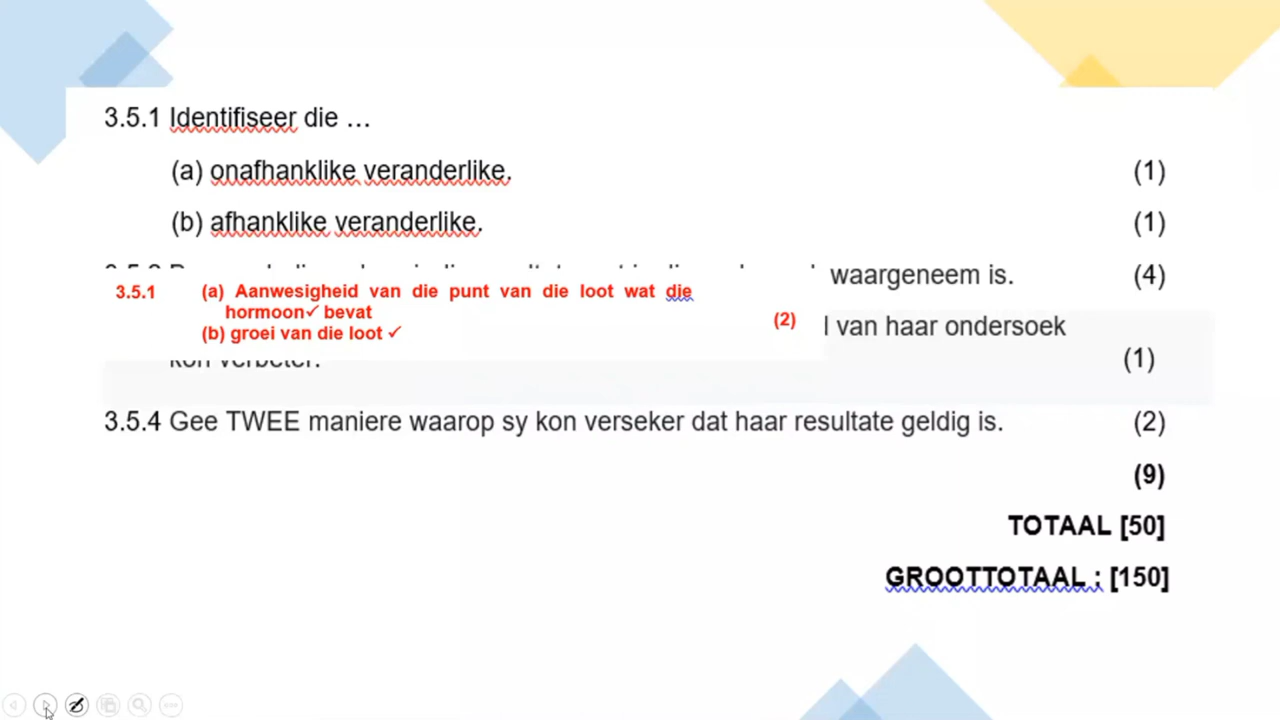 3.5.1 Identifiseer die …
(a) onafhanklike veranderlike. (1)
(b) afhanklike veranderlike. (1)
waargeneem is. (4)
3.5.1 (a) Aanwesigheid van die punt van die loot wat die
hormoon✓ bevat
(2)
(b) groei van die loot ✓
van haar ondersoek
kon verbeter. (1)
3.5.4 Gee TWEE maniere waarop sy kon verseker dat haar resultate geldig is. (2)
(9)
TOTAAL [50]
GROOTTOTAAL : [150]